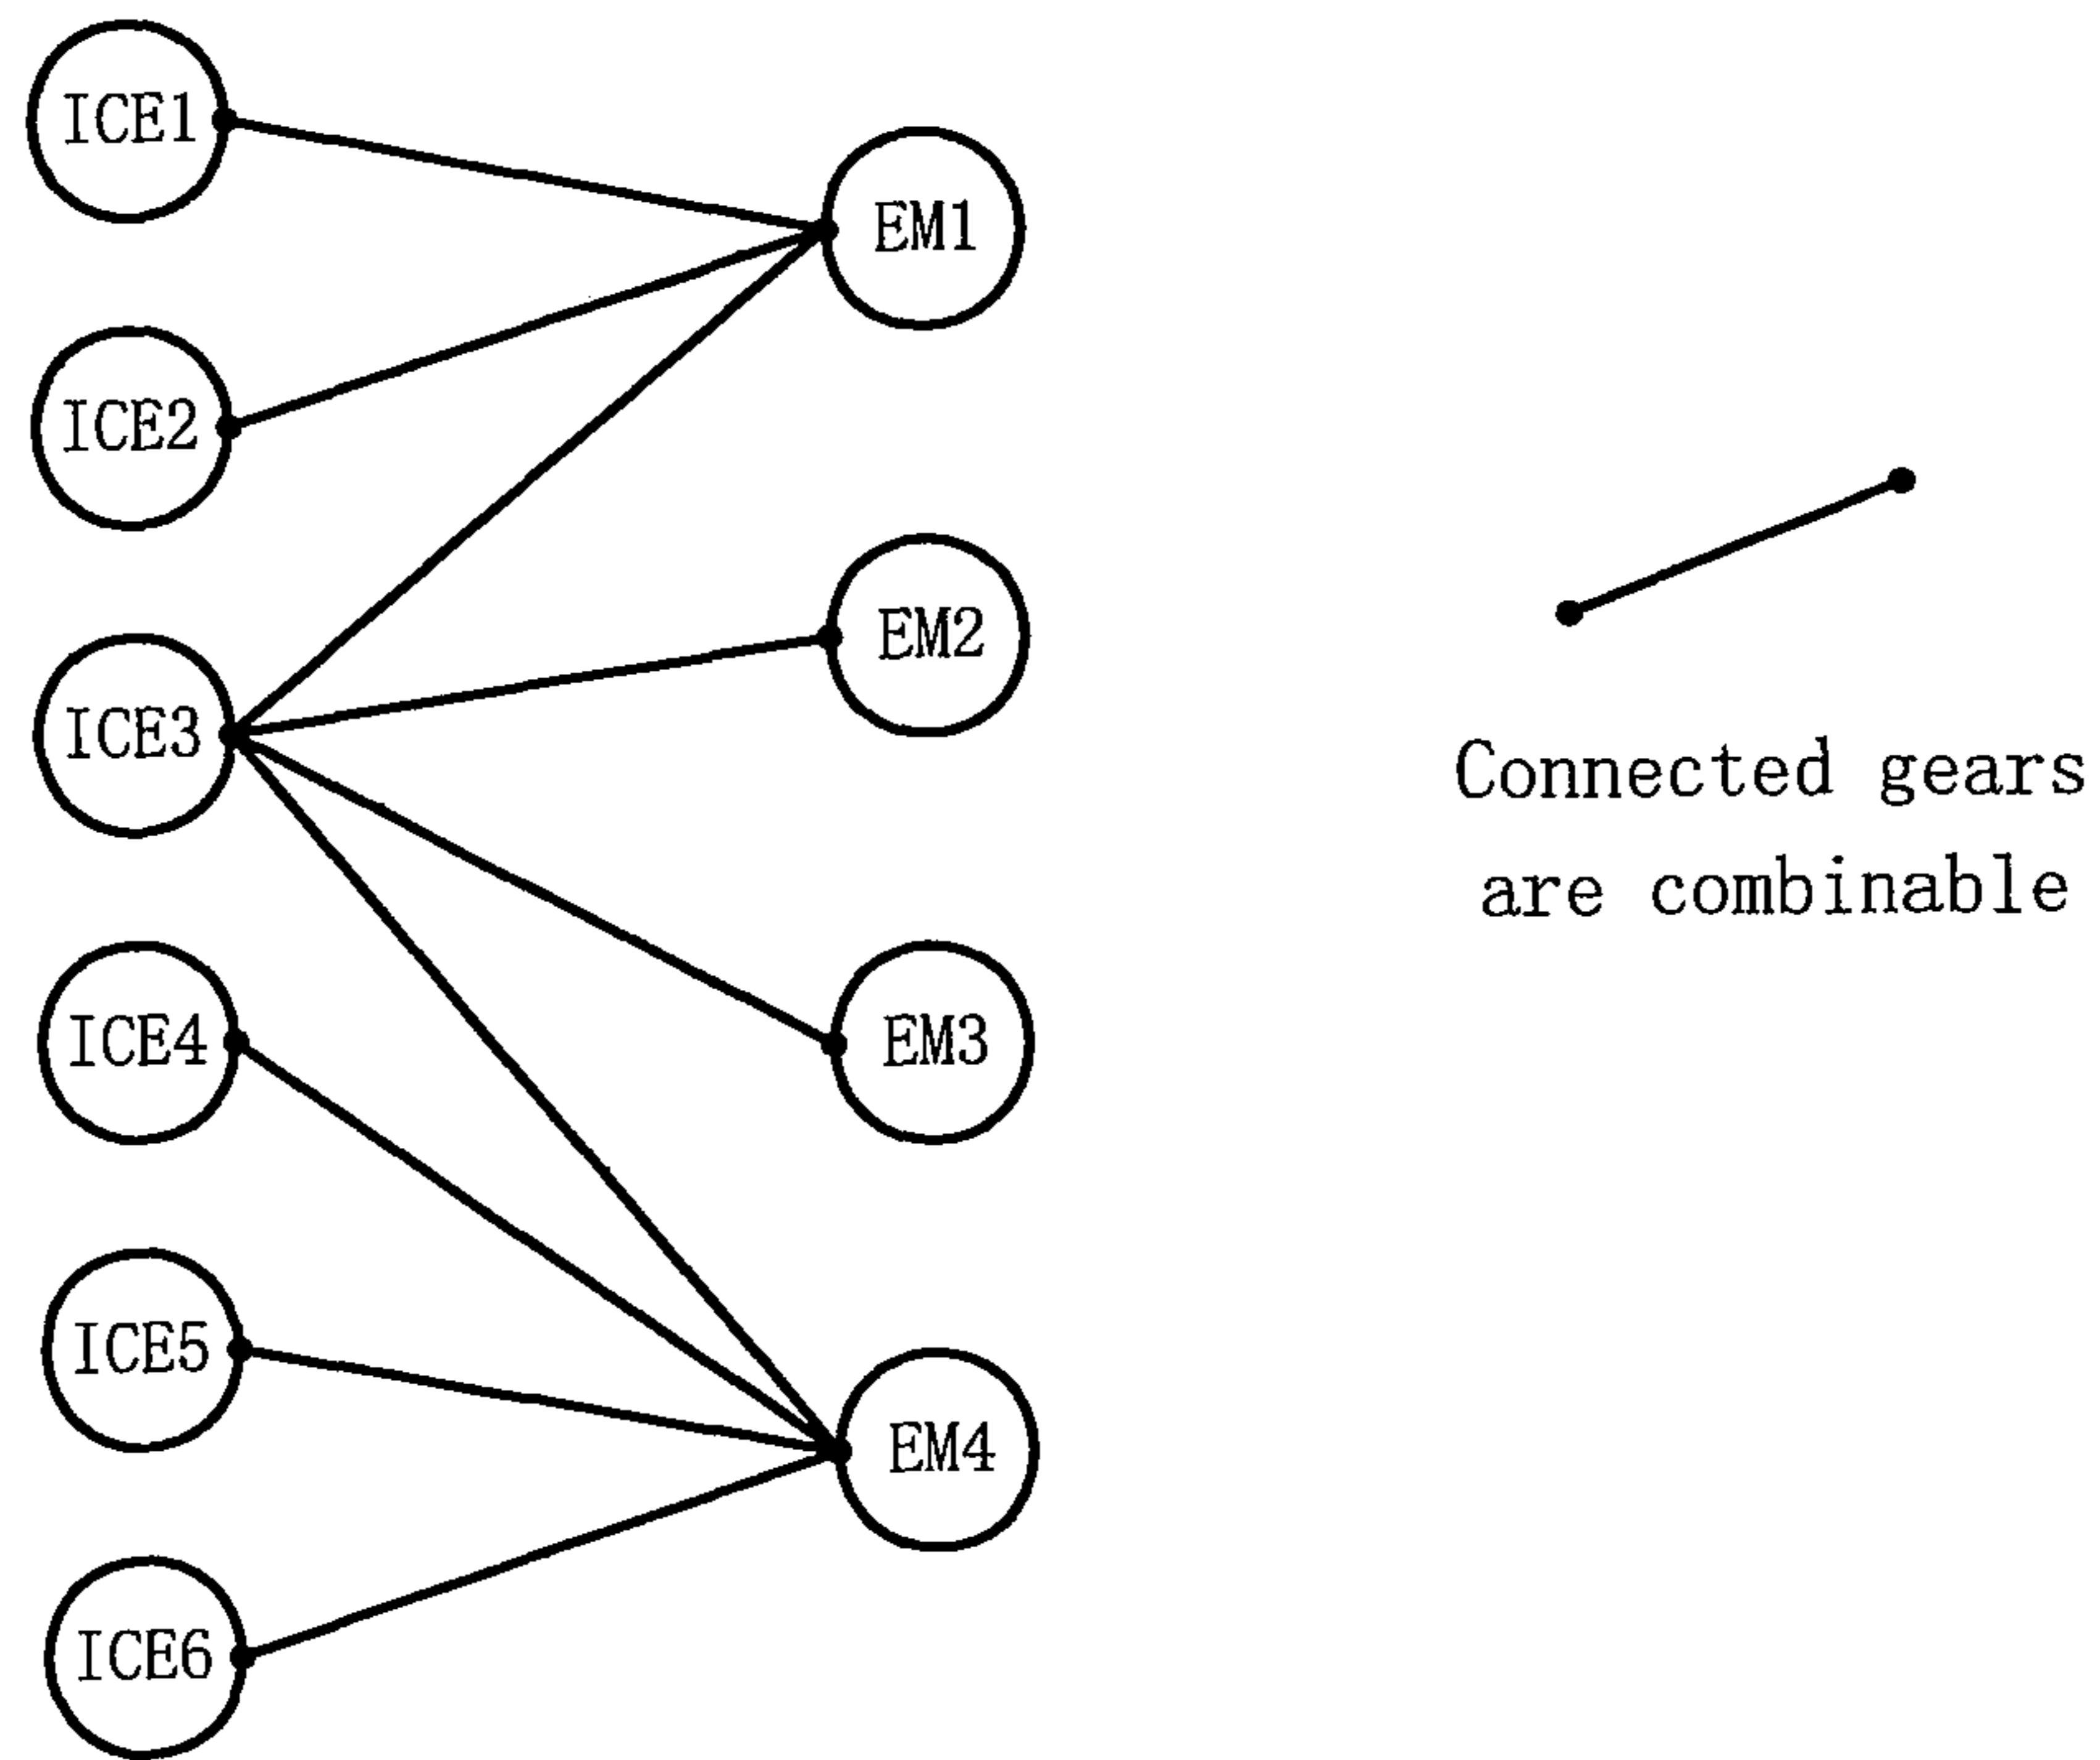 ICE1
EM1
ICE2
EM2
ICE3
Connected gears
are combinable
ICE4
EM3
ICE5
EM4
ICE6